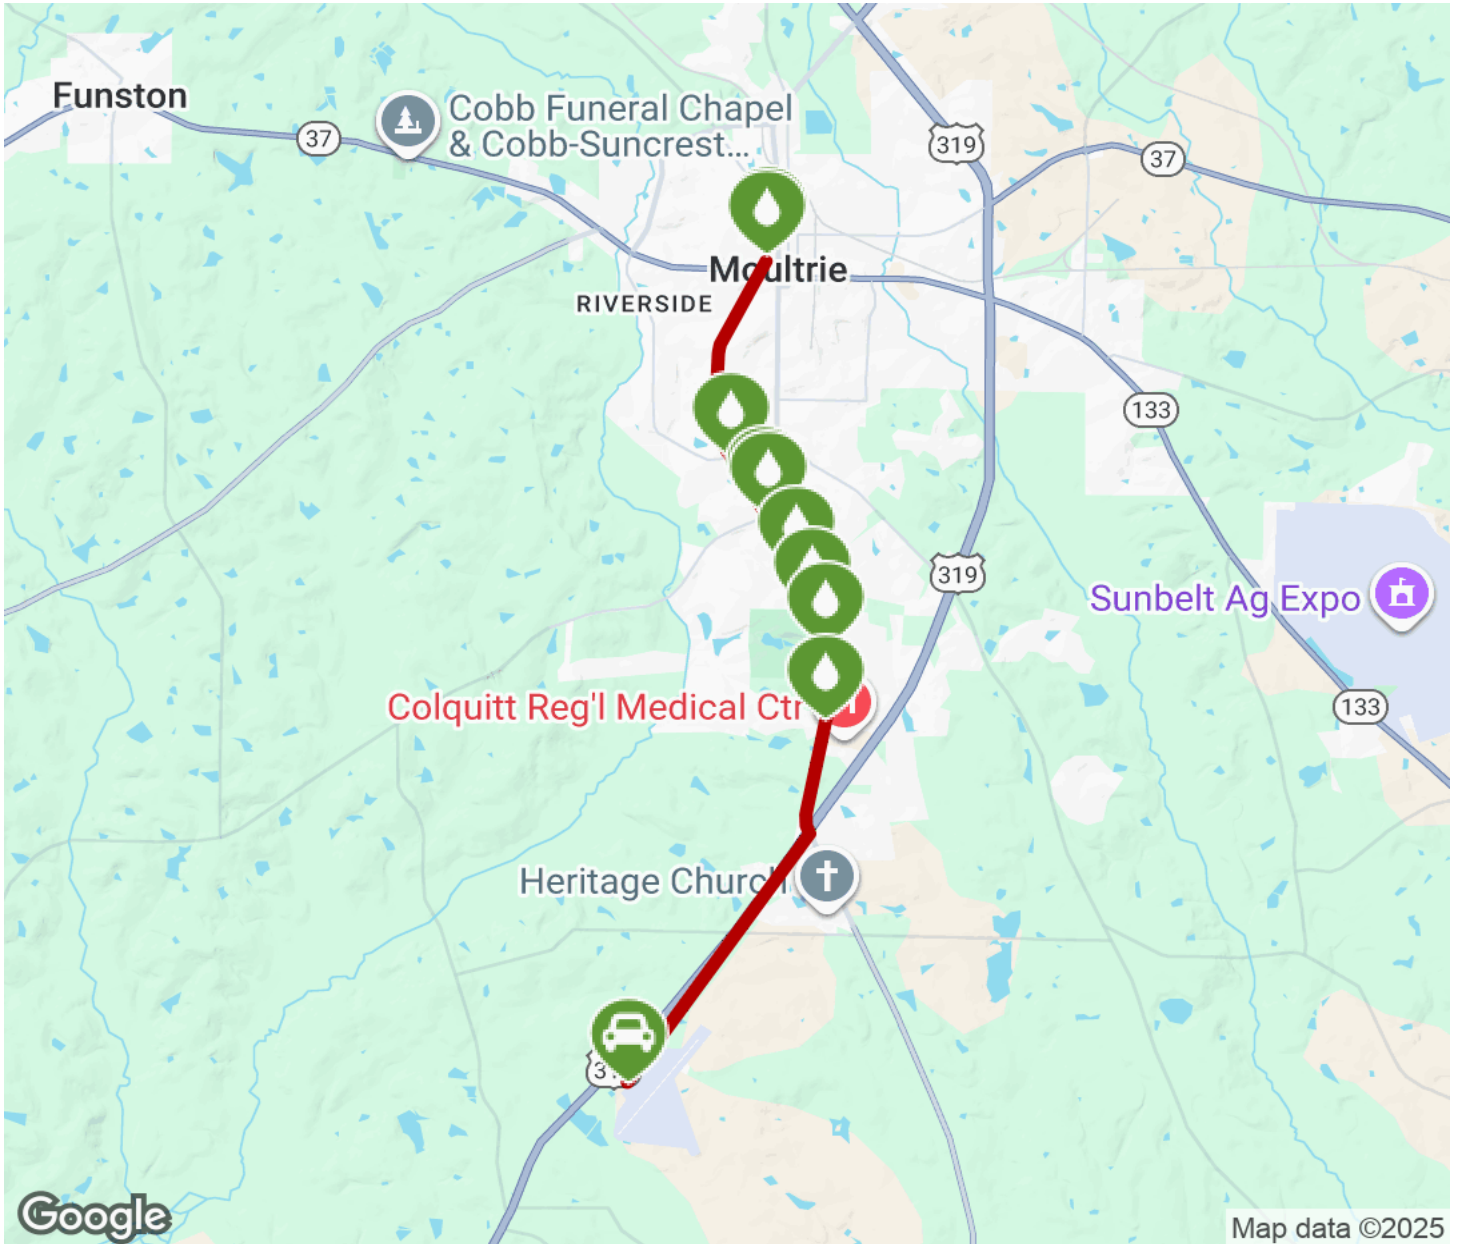 Funston
37
Cobb Funeral Chapel
& Cobb-Suncrest...
319
37
Moultrie
RIVERSIDE
133
319
Sunbelt Ag Expo
Colquitt Reg'l Medical Ctr
133
Heritage Church
Google
Map data ©2025